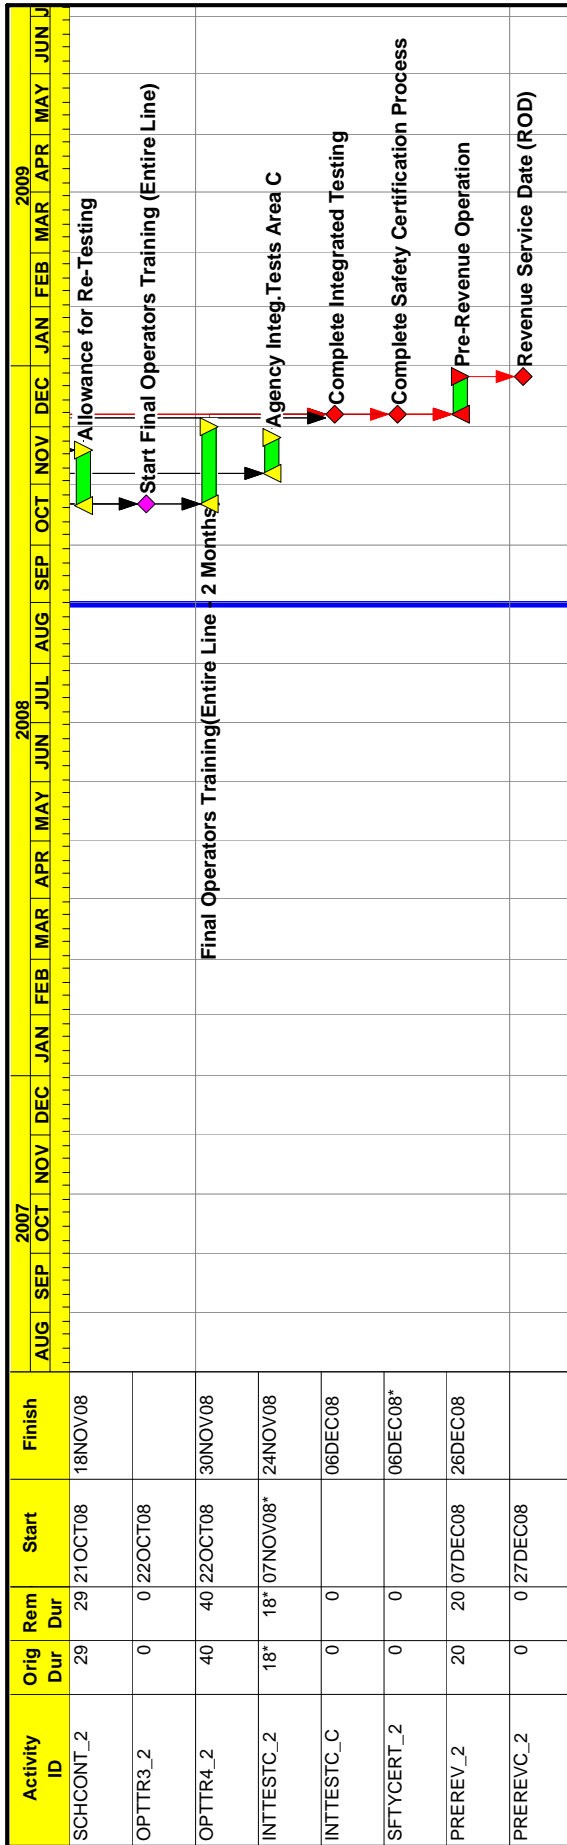 Activity ID Orig Dur Rem Dur Start Finish
2007 2008 2009
AUG SEP OCT NOV DEC JAN FEB MAR APR MAY JUN JUL AUG SEP OCT NOV DEC JAN FEB MAR APR MAY JUN J
SCHCONT_2 29 29 21OCT08 18NOV08 Allowance for Re-Testing
OPTTR3_2 0 0 22OCT08 Start Final Operators Training (Entire Line)
OPTTR4_2 40 40 22OCT08 30NOV08 Final Operators Training(Entire Line - 2 Months
INTTESTC_2 18* 18* 07NOV08* 24NOV08 Agency Integ.Tests Area C
INTTESTC_C 0 0 06DEC08 Complete Integrated Testing
SFTYCERT_2 0 0 06DEC08* Complete Safety Certification Process
PREREV_2 20 20 07DEC08 26DEC08 Pre-Revenue Operation
PREREVC_2 0 0 27DEC08 Revenue Service Date (ROD)